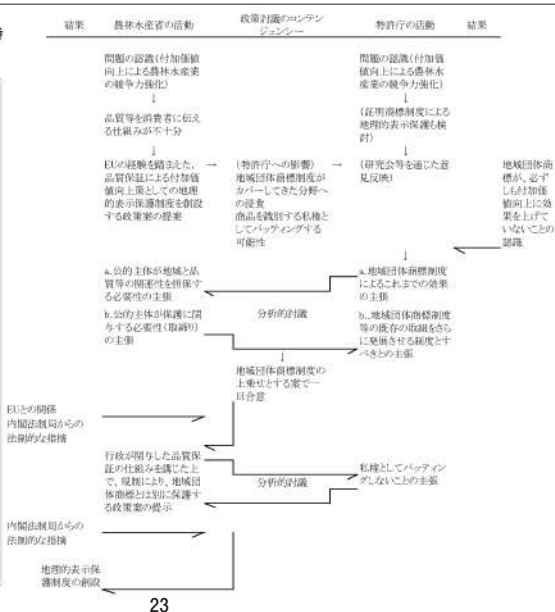 結果　農林水産省の活動　政策討議のコンテン　特許庁の活動　結果
ジェンシー
問題の認識(付加価値
向上による農林水産業
の競争力強化)
↓
品質等を消費者に伝え
る仕組みが不十分
↓
EUの経験を踏まえた,
品質保証による付加価
値向上策としての地理
的表示保護制度を創設
する政策案の提案
→
(特許庁への影響)
地域団体商標制度が
カバーしてきた分野へ
の浸食
商品を識別する私権と
してバッティングする
可能性
→
問題の認識(付加価
値向上による農林水
産業の競争力強化)
↓
(証明商標制度による
地理的表示保護も検
討)
↓
(研究会等を通じた意
見反映)
↓
地域団体商
標が、必ず
しも付加価
値向上に効
果を上げて
いないことの
認識
a.公的主体が地域と品
質等の関連性を担保す
る必要性の主張
b.公的主体が保護に関
与する必要性(取締り)
の主張
分析的討議
a.地域団体商標制度
によるこれまでの効果
の主張
b.地域団体商標制度
等の既存の取組をさら
に発展させる制度とす
べきとの主張
↓
地域団体商標制度の
上乗せとする案で一
旦合意
EUとの関係
内閣法制局からの
法制的な指摘
行政が関与した品質保
証の仕組みを講じた上
で、規制により、地域団
体商標とは別に保護す
る政策案の提示
分析的討議
私権としてバッティン
グしないことの主張
内閣法制局からの
法制的な指摘
地理的表示保
護制度の創設
23